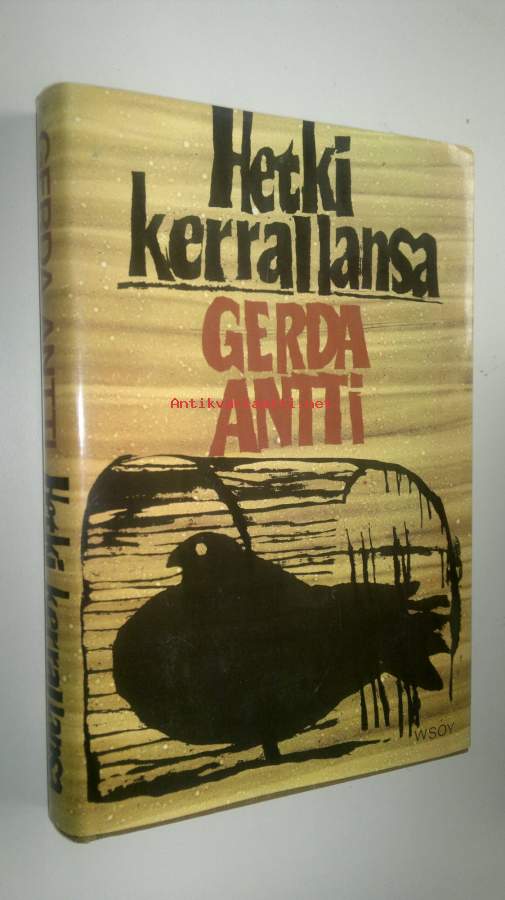 Hetki
kerrallansa
GERDA
ANTTI
Antikvariaatti.net
WSOY
GERDA ANTTI Hetki kerrallansa